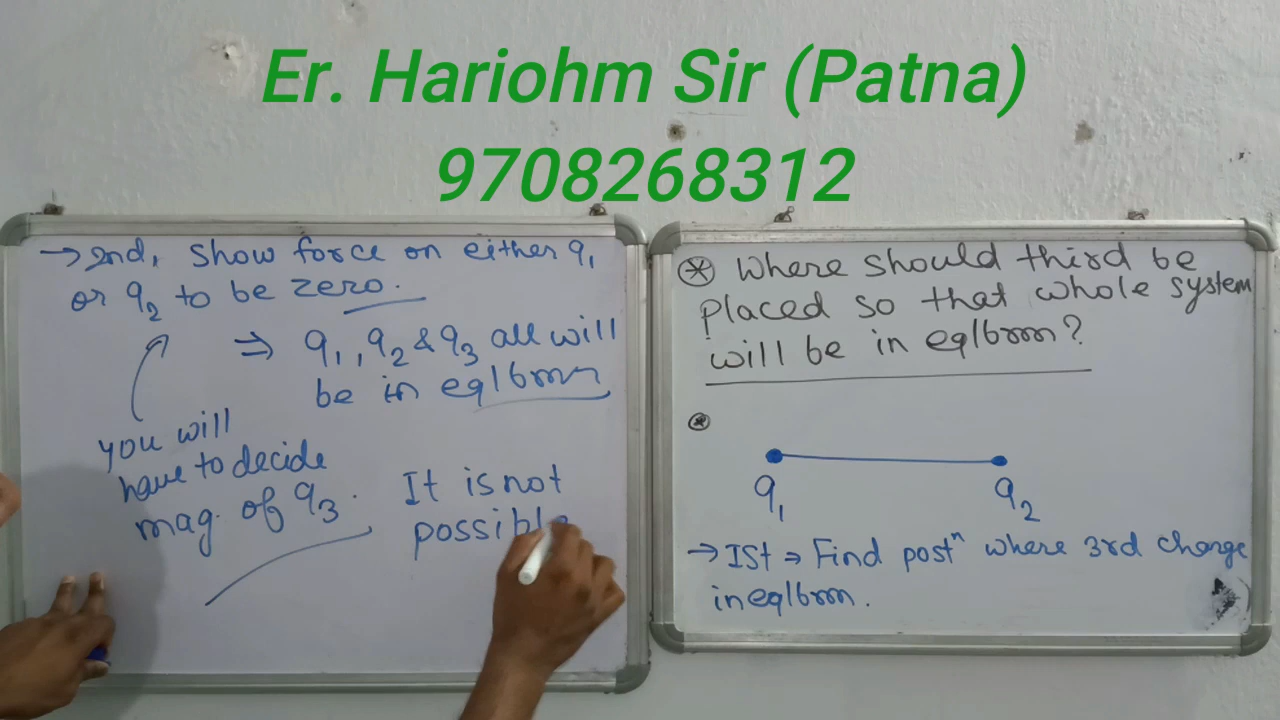 Er. Hariohm Sir (Patna)
9708268312
→ 2nd, show force on either q1
or q2 to be zero.
⇒ q1, q2 & q3 all will
be in eqlbrm
you will
have to decide
mag. of q3.
It is not
possible
⊛ Where should third be
placed so that whole system
will be in eqlbrm?
⊛
q1 q2
→ Ist ⇒ Find postn where 3rd charge
in eqlbrm.